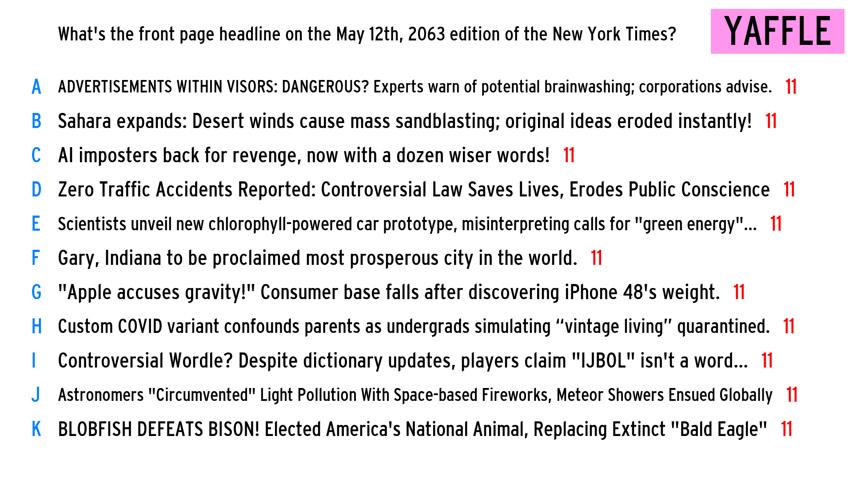 What's the front page headline on the May 12th, 2063 edition of the New York Times?
YAFFLE
A ADVERTISEMENTS WITHIN VISORS: DANGEROUS? Experts warn of potential brainwashing; corporations advise. 11
B Sahara expands: Desert winds cause mass sandblasting; original ideas eroded instantly! 11
C AI imposters back for revenge, now with a dozen wiser words! 11
D Zero Traffic Accidents Reported: Controversial Law Saves Lives, Erodes Public Conscience 11
E Scientists unveil new chlorophyll-powered car prototype, misinterpreting calls for "green energy"... 11
F Gary, Indiana to be proclaimed most prosperous city in the world. 11
G "Apple accuses gravity!" Consumer base falls after discovering iPhone 48's weight. 11
H Custom COVID variant confounds parents as undergrads simulating “vintage living” quarantined. 11
I Controversial Wordle? Despite dictionary updates, players claim "IJBOL" isn't a word... 11
J Astronomers "Circumvented" Light Pollution With Space-based Fireworks, Meteor Showers Ensued Globally 11
K BLOBFISH DEFEATS BISON! Elected America's National Animal, Replacing Extinct "Bald Eagle" 11